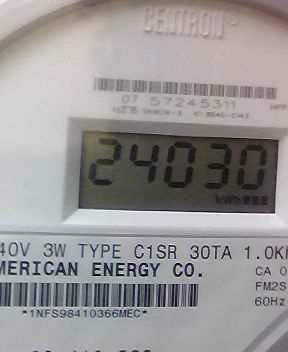 CENTRON
07 57245311
24030
kWh
40V 3W TYPE C1SR 30TA 1.0K
MERICAN ENERGY CO.
CA 0
FM2S
60Hz
*1NFS98410366MEC*